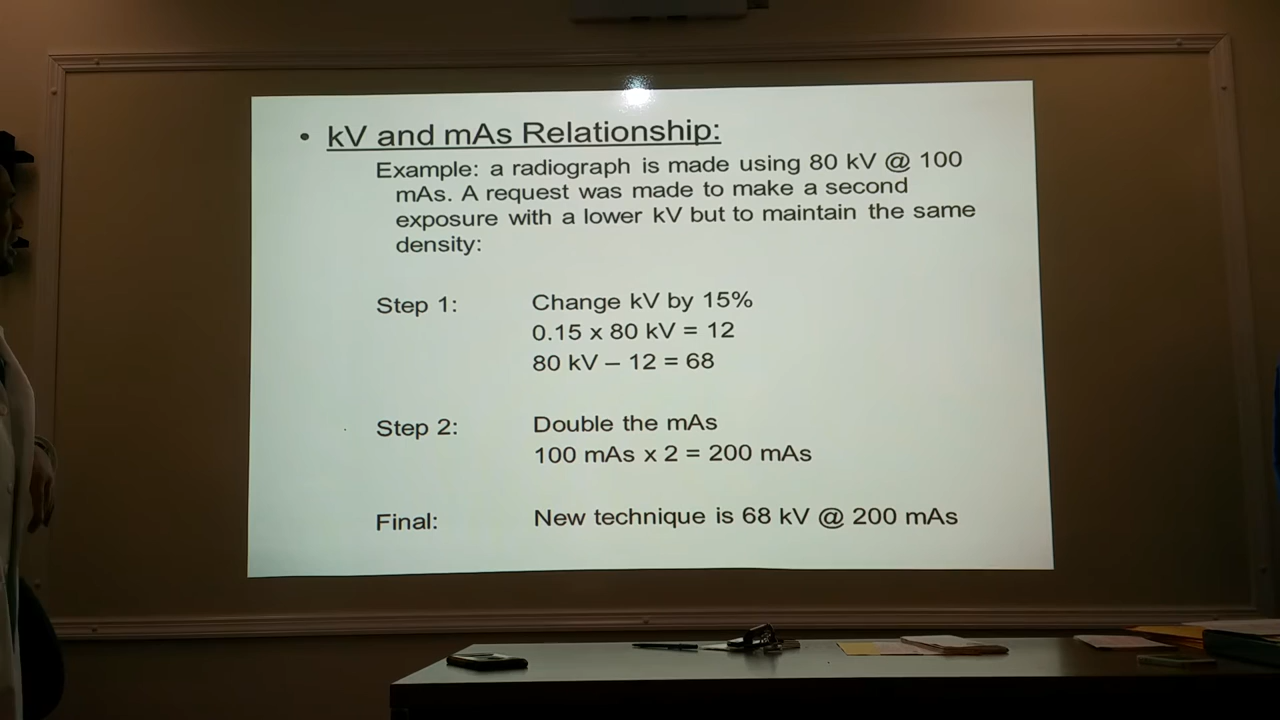 • kV and mAs Relationship:
Example: a radiograph is made using 80 kV @ 100
mAs. A request was made to make a second
exposure with a lower kV but to maintain the same
density:
Step 1: Change kV by 15%
0.15 x 80 kV = 12
80 kV – 12 = 68
Step 2: Double the mAs
100 mAs x 2 = 200 mAs
Final: New technique is 68 kV @ 200 mAs